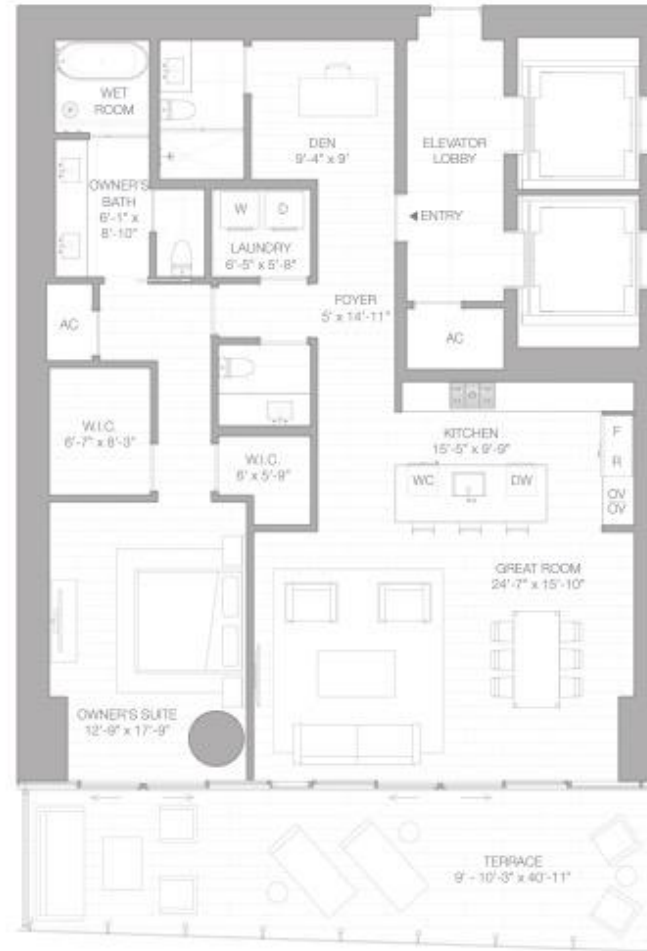 WET
ROOM
DEN
9'-4" x 9'
ELEVATOR
LOBBY
OWNER'S
BATH
6'-1" x
8'-10"
W
D
LAUNDRY
6'-5" x 5'-8"
ENTRY
FOYER
5' x 14'-11"
AC
AC
W.I.C.
6'-7" x 8'-3"
W.I.C.
6' x 5'-9"
KITCHEN
15'-5" x 9'-9"
F
R
OV
OV
WC
DW
GREAT ROOM
24'-7" x 15'-10"
OWNER'S SUITE
12'-9" x 17'-9"
TERRACE
9' - 10'-3" x 40'-11"